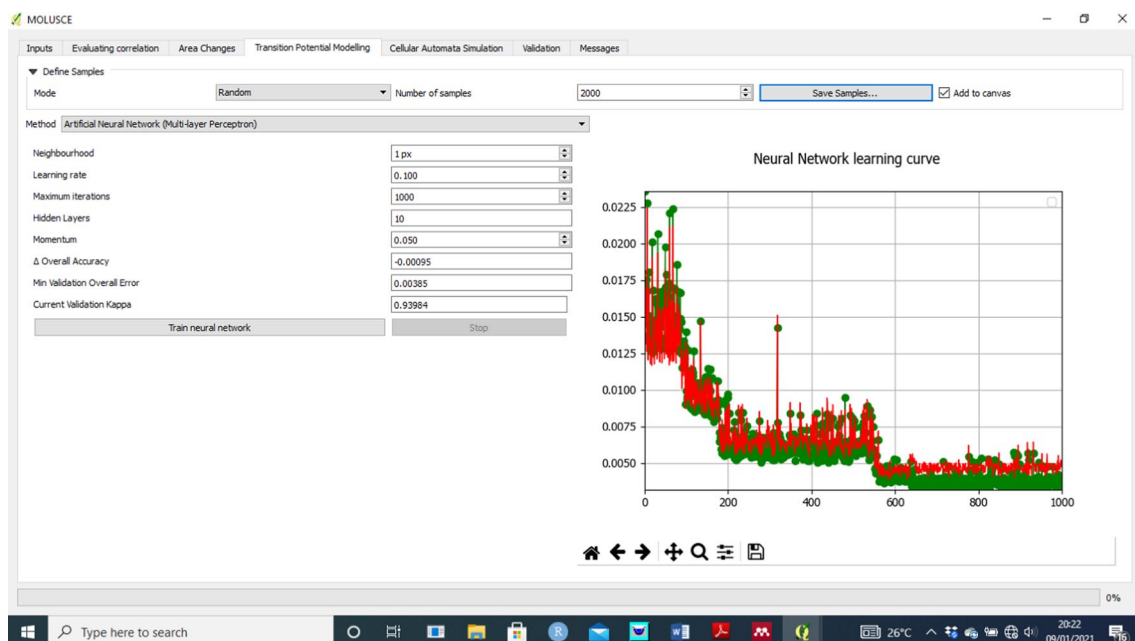 MOLUSCE
Inputs Evaluating correlation Area Changes Transition Potential Modelling Cellular Automata Simulation Validation Messages
Define Samples
Mode Random Number of samples 2000 Save Samples... Add to canvas
Method Artificial Neural Network (Multi-layer Perceptron)
Neighbourhood 1 px
Learning rate 0.100
Maximum iterations 1000
Hidden Layers 10
Momentum 0.050
Δ Overall Accuracy -0.00095
Min Validation Overall Error 0.00385
Current Validation Kappa 0.93984
Train neural network Stop
Neural Network learning curve
0.0225
0.0200
0.0175
0.0150
0.0125
0.0100
0.0075
0.0050
0 200 400 600 800 1000
0%
Type here to search
26°C
20:22
09/01/2021